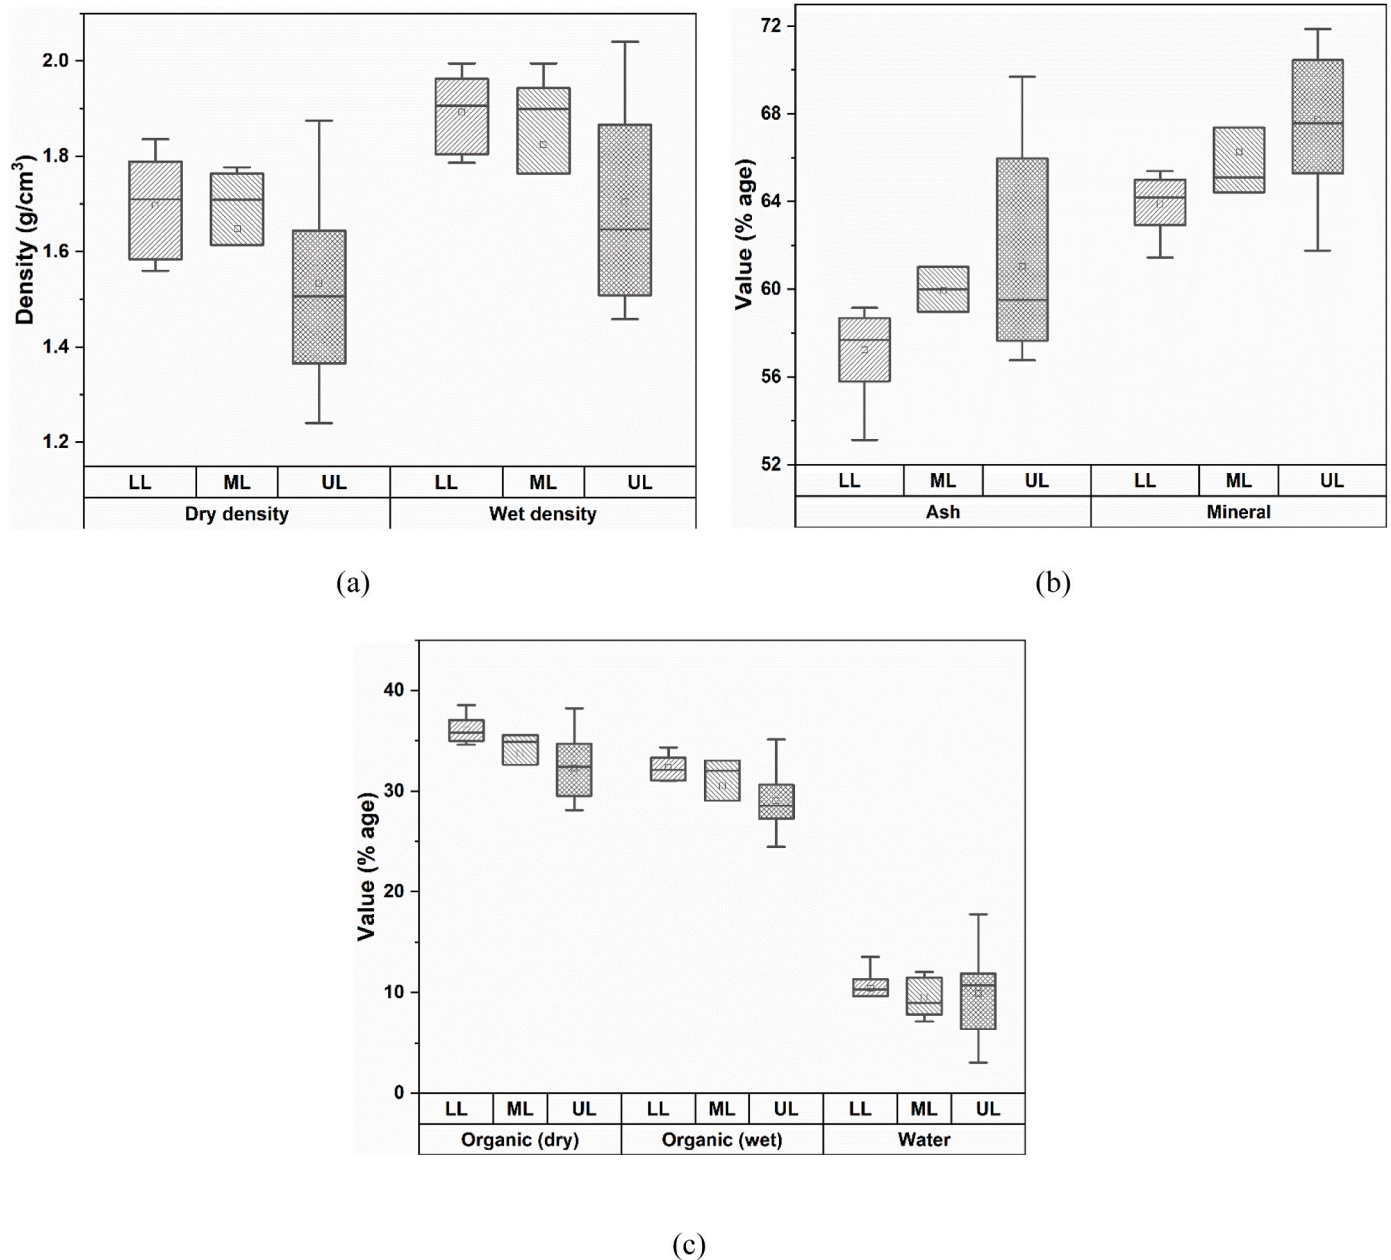 Density (g/cm³)
2.0
1.8
1.6
1.4
1.2
LL ML UL LL ML UL
Dry density Wet density
(a)
Value (% age)
72
68
64
60
56
52
LL ML UL LL ML UL
Ash Mineral
(b)
Value (% age)
40
30
20
10
0
LL ML UL LL ML UL LL ML UL
Organic (dry) Organic (wet) Water
(c)